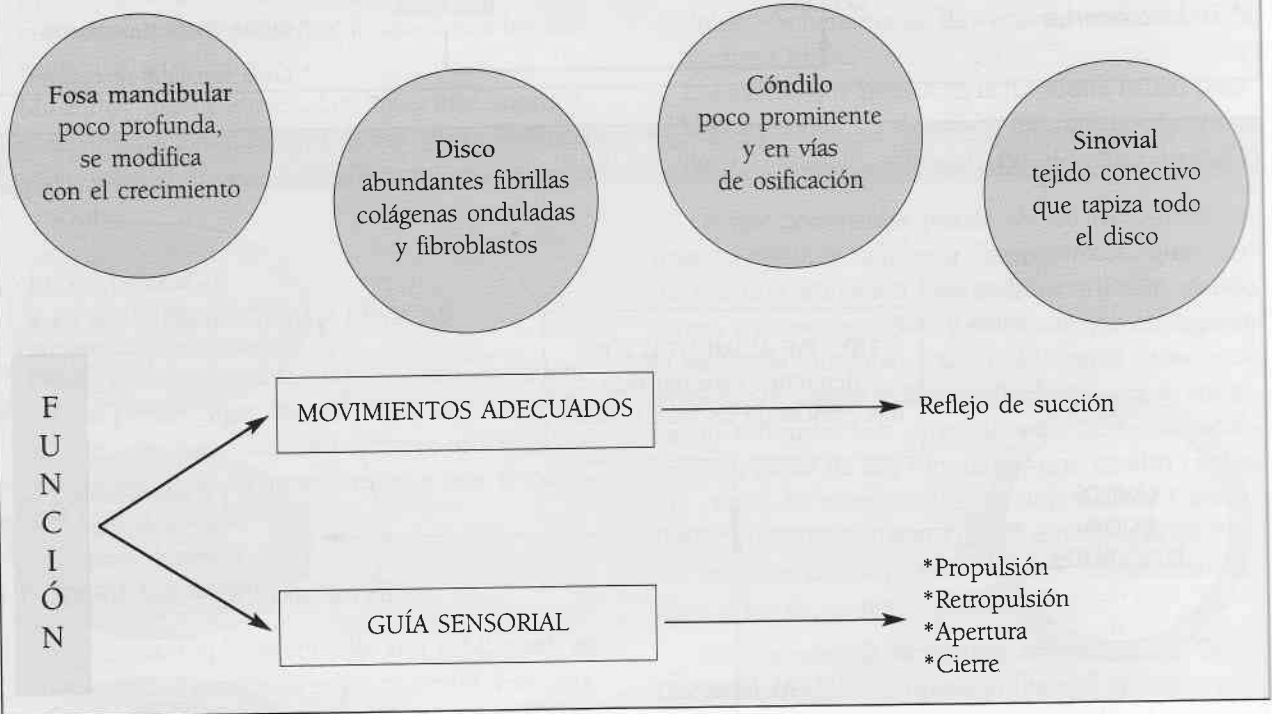 Fosa mandibular
poco profunda,
se modifica
con el crecimiento
Disco
abundantes fibrillas
colágenas onduladas
y fibroblastos
Cóndilo
poco prominente
y en vías
de osificación
Sinovial
tejido conectivo
que tapiza todo
el disco
FUNCIÓN
MOVIMIENTOS ADECUADOS
Reflejo de succión
GUÍA SENSORIAL
*Propulsión
*Retropulsión
*Apertura
*Cierre